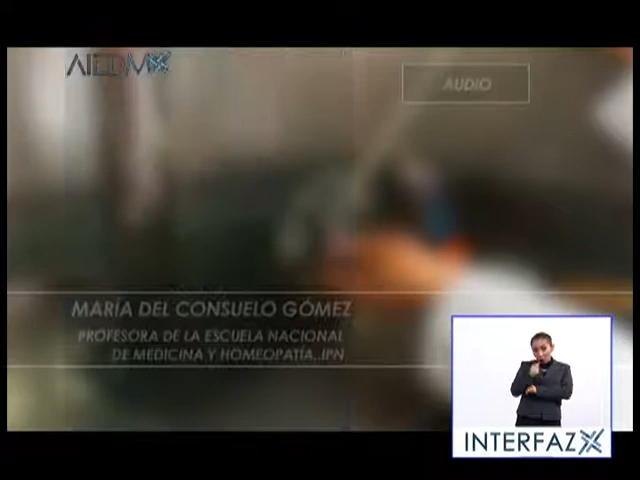 AIEDMX
AUDIO
MARÍA DEL CONSUELO GÓMEZ
PROFESORA DE LA ESCUELA NACIONAL
DE MEDICINA Y HOMEOPATÍA, IPN
INTERFAZ